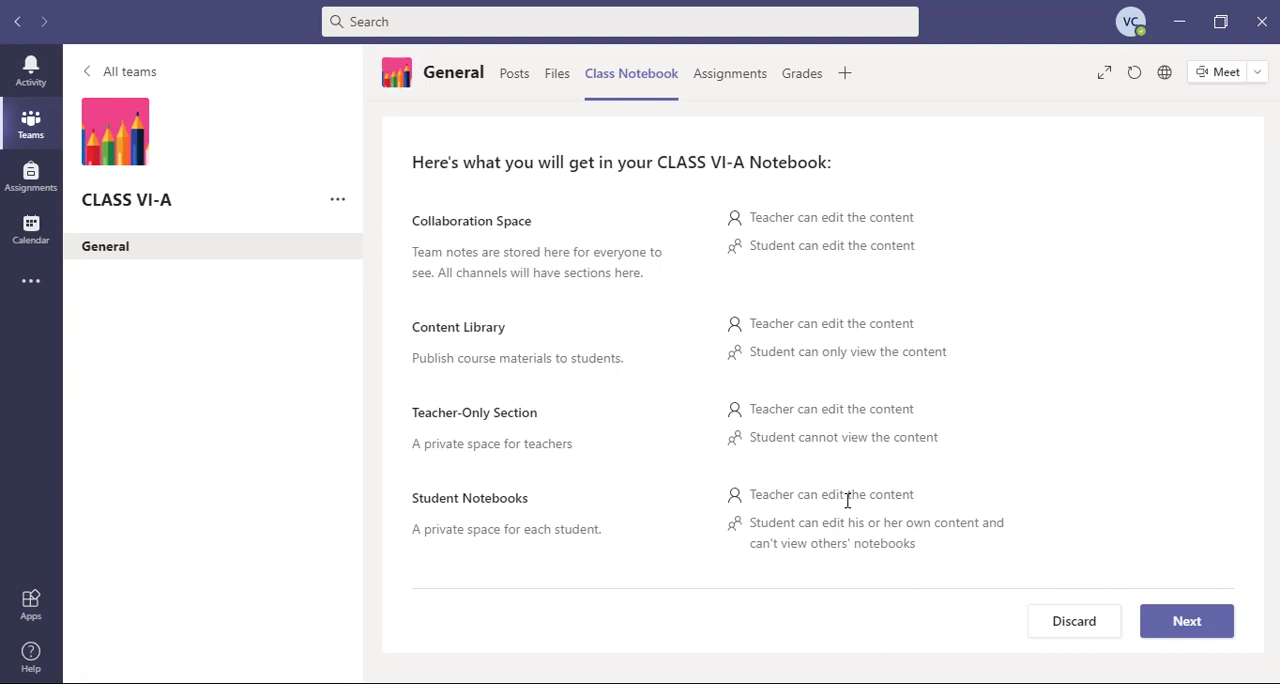 Search
VC
Activity
Teams
Assignments
Calendar
Apps
Help
All teams
CLASS VI-A
General
General
Posts
Files
Class Notebook
Assignments
Grades
Meet
Here's what you will get in your CLASS VI-A Notebook:
Collaboration Space
Team notes are stored here for everyone to
see. All channels will have sections here.
Teacher can edit the content
Student can edit the content
Content Library
Publish course materials to students.
Teacher can edit the content
Student can only view the content
Teacher-Only Section
A private space for teachers
Teacher can edit the content
Student cannot view the content
Student Notebooks
A private space for each student.
Teacher can edit the content
Student can edit his or her own content and
can't view others' notebooks
Discard
Next